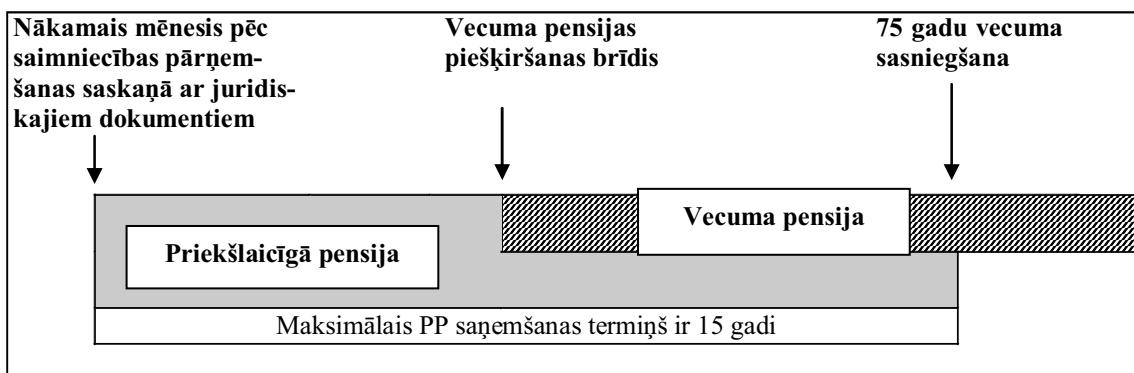 Nākamais mēnesis pēc
saimniecības pārņem-
šanas saskaņā ar juridis-
kajiem dokumentiem
Vecuma pensijas
piešķiršanas brīdis
75 gadu vecuma
sasniegšana
Priekšlaicīgā pensija
Vecuma pensija
Maksimālais PP saņemšanas termiņš ir 15 gadi